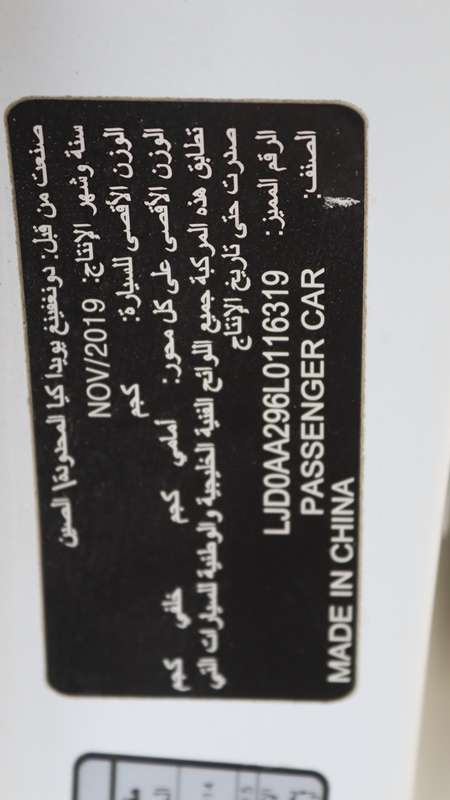 صنعت من قبل: دونغفينغ يويدا كيا المحدودة\ الصين
سنة وشهر الإنتاج: NOV/2019
الوزن الأقصى للسيارة: كجم
الوزن الأقصى على كل محور: أمامي كجم خلفي كجم
تطابق هذه المركبة جميع اللوائح الفنية الخليجية والوطنية للسيارات التي
صدرت حتى تاريخ الإنتاج
الرقم المميز: LJD0AA296L0116319
الصنف: PASSENGER CAR
MADE IN CHINA